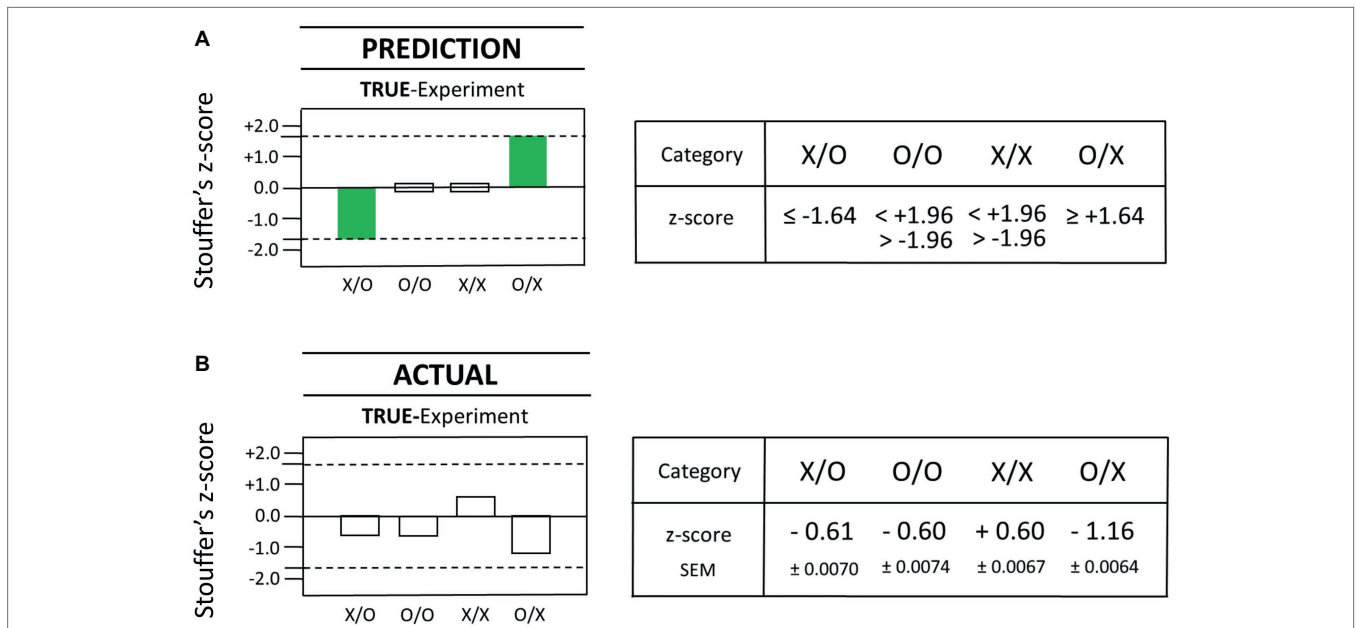 A
PREDICTION
TRUE-Experiment
Stouffer's z-score
+2.0
+1.0
0.0
-1.0
-2.0
X/O O/O X/X O/X
Category X/O O/O X/X O/X
z-score ≤ -1.64 < +1.96 < +1.96 ≥ +1.64
> -1.96 > -1.96
B
ACTUAL
TRUE-Experiment
Stouffer's z-score
+2.0
+1.0
0.0
-1.0
-2.0
X/O O/O X/X O/X
Category X/O O/O X/X O/X
z-score - 0.61 - 0.60 + 0.60 - 1.16
SEM ± 0.0070 ± 0.0074 ± 0.0067 ± 0.0064